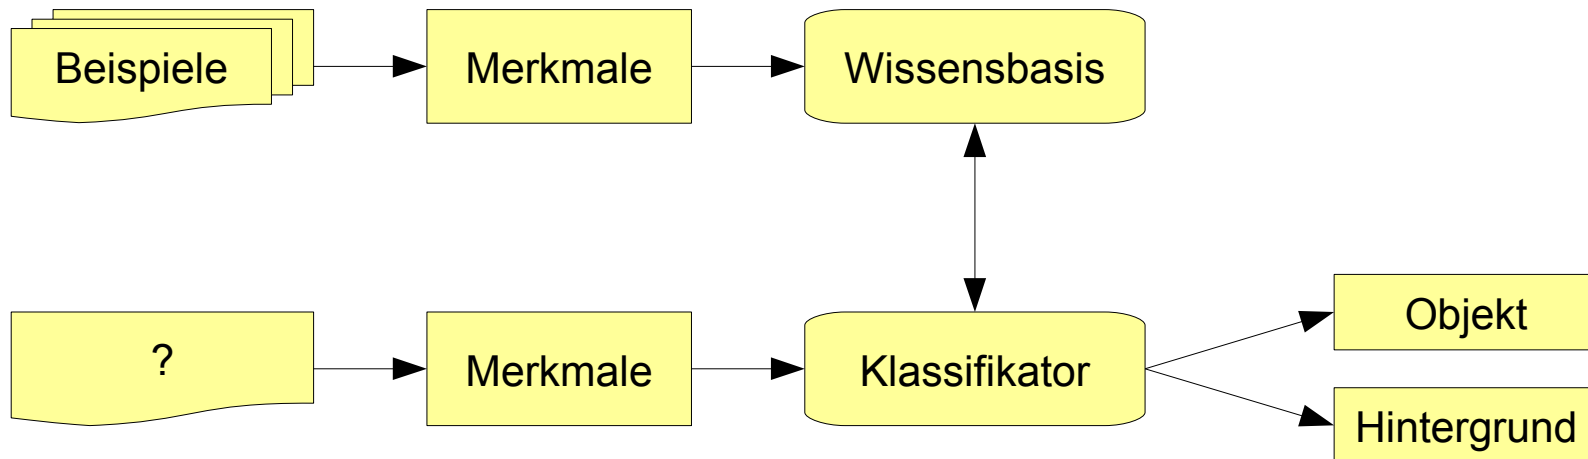 Beispiele
Merkmale
Wissensbasis
?
Merkmale
Klassifikator
Objekt
Hintergrund